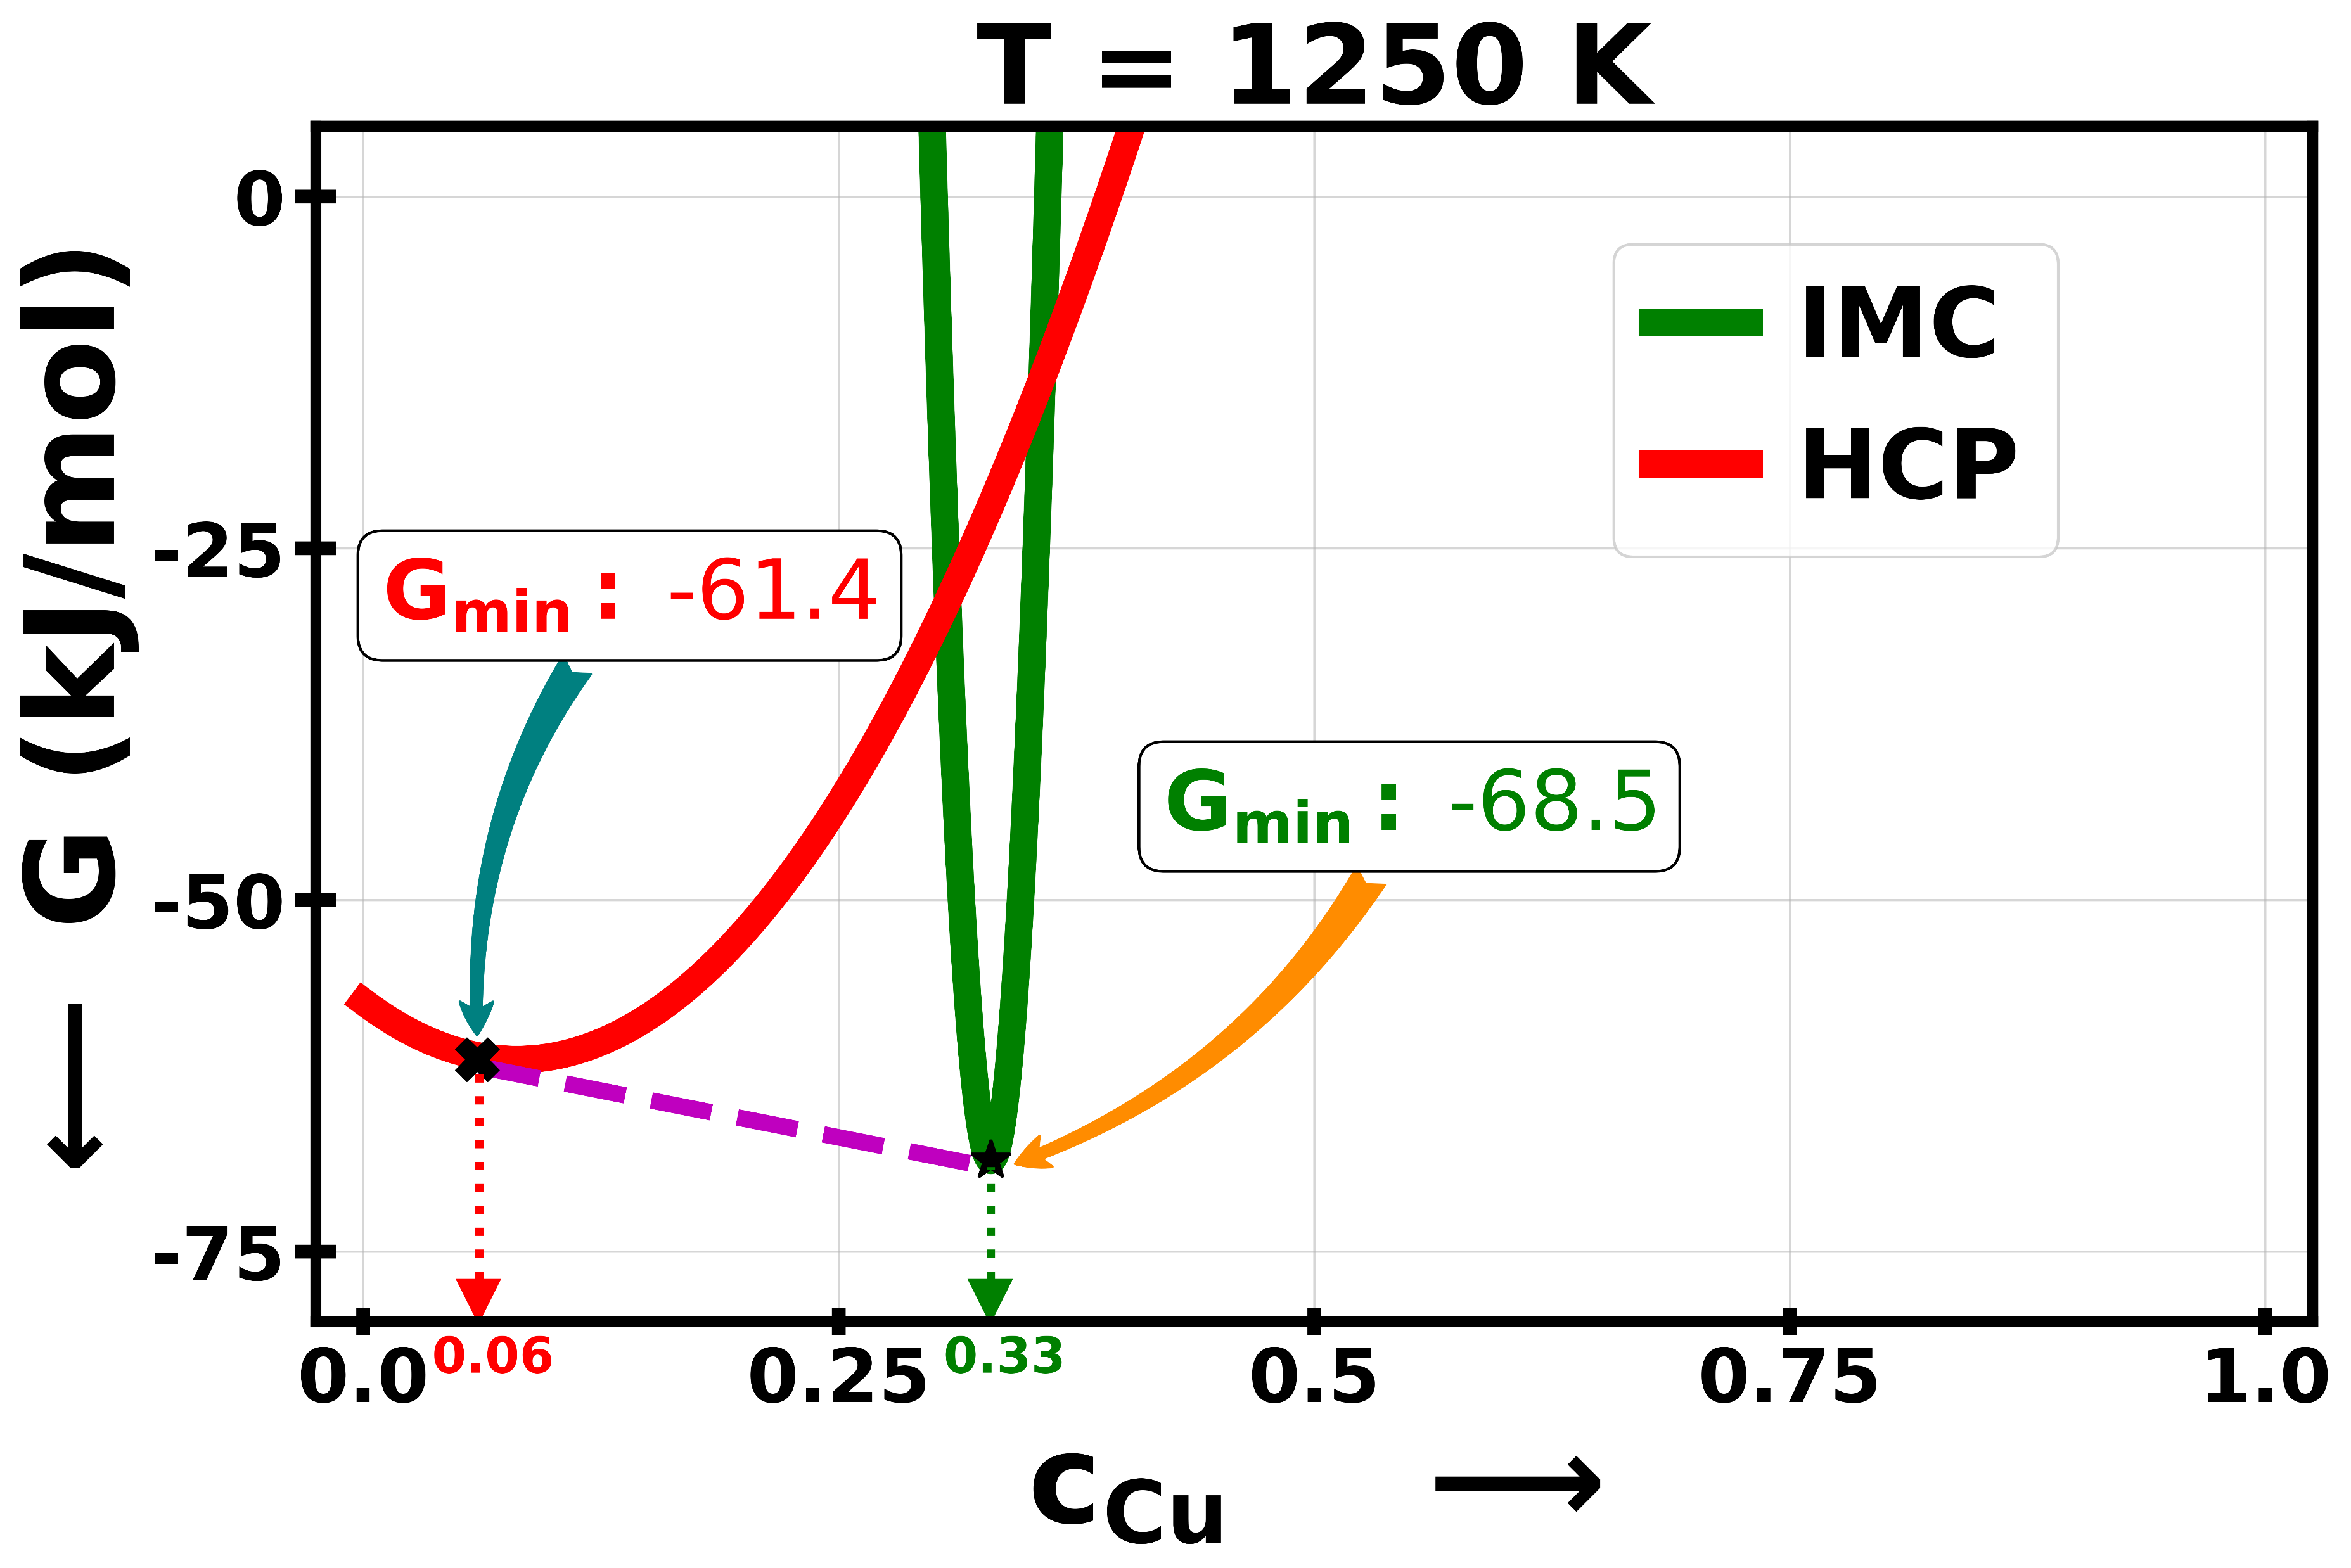 T = 1250 K
G (kJ/mol) ⟵
0
-25
-50
-75
IMC
HCP
Gmin : -61.4
Gmin : -68.5
0.0
0.06
0.25
0.33
0.5
0.75
1.0
cCu ⟶